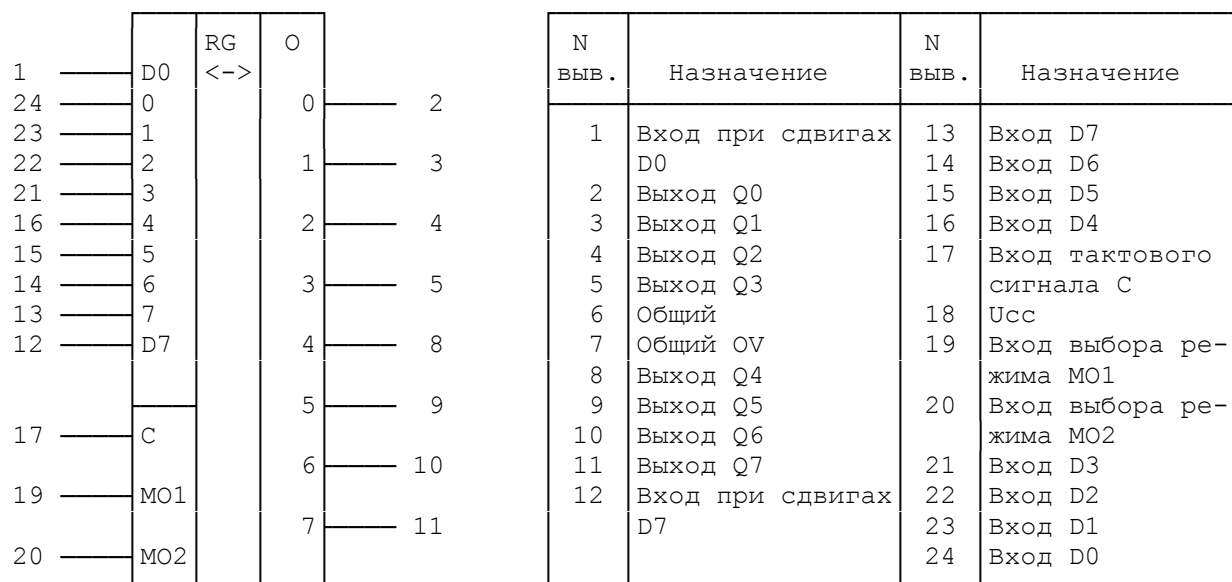 RG O
1 D0 <->
24 0 0 2
23 1
22 2 1 3
21 3
16 4 2 4
15 5
14 6 3 5
13 7
12 D7 4 8
5 9
17 C
6 10
19 MO1
7 11
20 MO2
N N
выв. Назначение выв. Назначение
1 Вход при сдвигах 13 Вход D7
D0 14 Вход D6
2 Выход Q0 15 Вход D5
3 Выход Q1 16 Вход D4
4 Выход Q2 17 Вход тактового
5 Выход Q3 сигнала C
6 Общий 18 Ucc
7 Общий OV 19 Вход выбора ре-
8 Выход Q4 жима MO1
9 Выход Q5 20 Вход выбора ре-
10 Выход Q6 жима MO2
11 Выход Q7 21 Вход D3
12 Вход при сдвигах 22 Вход D2
D7 23 Вход D1
24 Вход D0